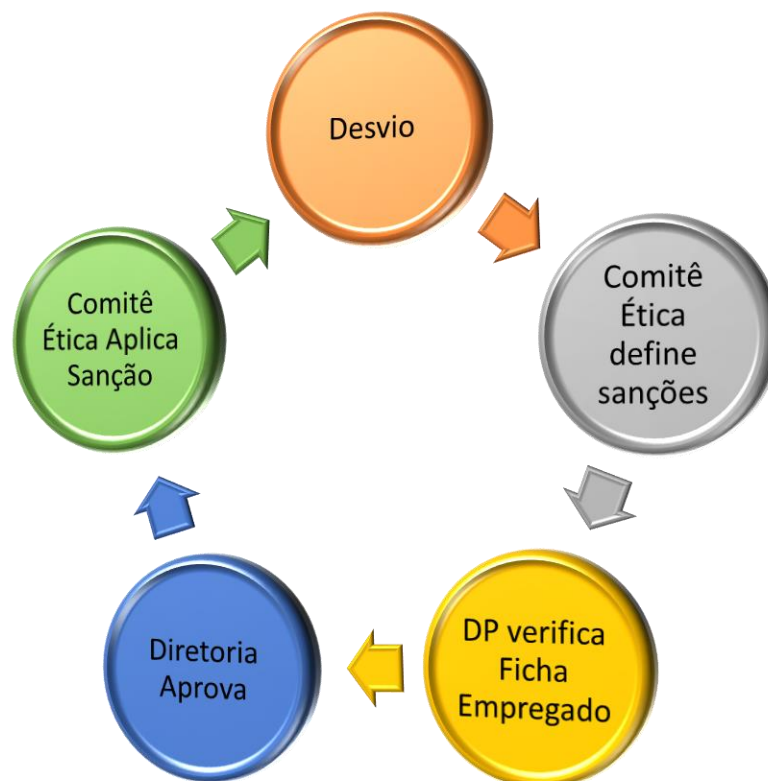 Desvio
Comitê
Ética
define
sanções
DP verifica
Ficha
Empregado
Diretoria
Aprova
Comitê
Ética Aplica
Sanção